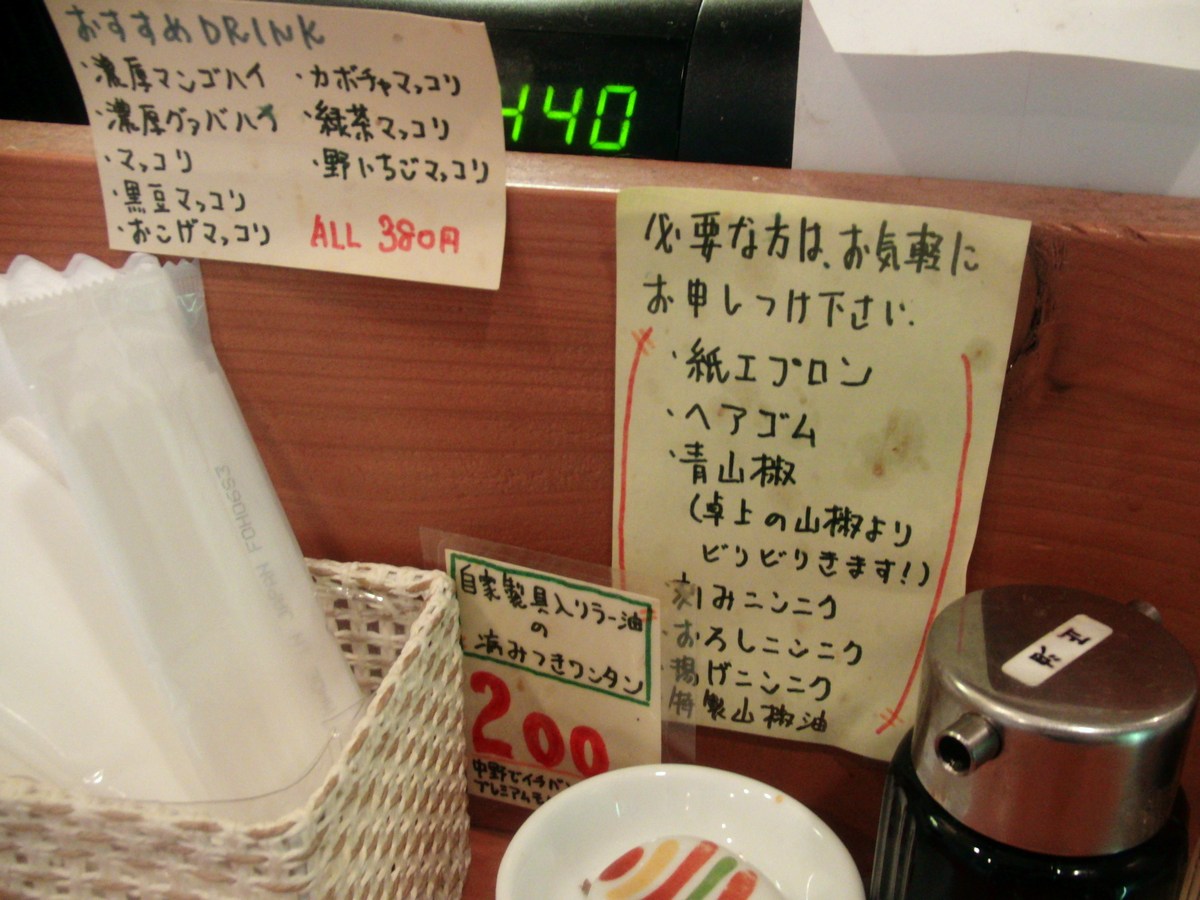 おすすめDRINK
・濃厚マンゴハイ
・濃厚グァバハイ
・マッコリ
・黒豆マッコリ
・おこげマッコリ
・カボチャマッコリ
・緑茶マッコリ
・野いちごマッコリ
ALL 380円
440
必要な方は、お気軽に
お申しつけ下さい.
・紙エプロン
・ヘアゴム
・青山椒
(卓上の山椒より
ビリビリきます!)
・刻みニンニク
・おろしニンニク
・揚げニンニク
・特製山椒油
自家製具入りラー油
の
病みつきワンタン
200
中野でイチバン
プレミアムモ